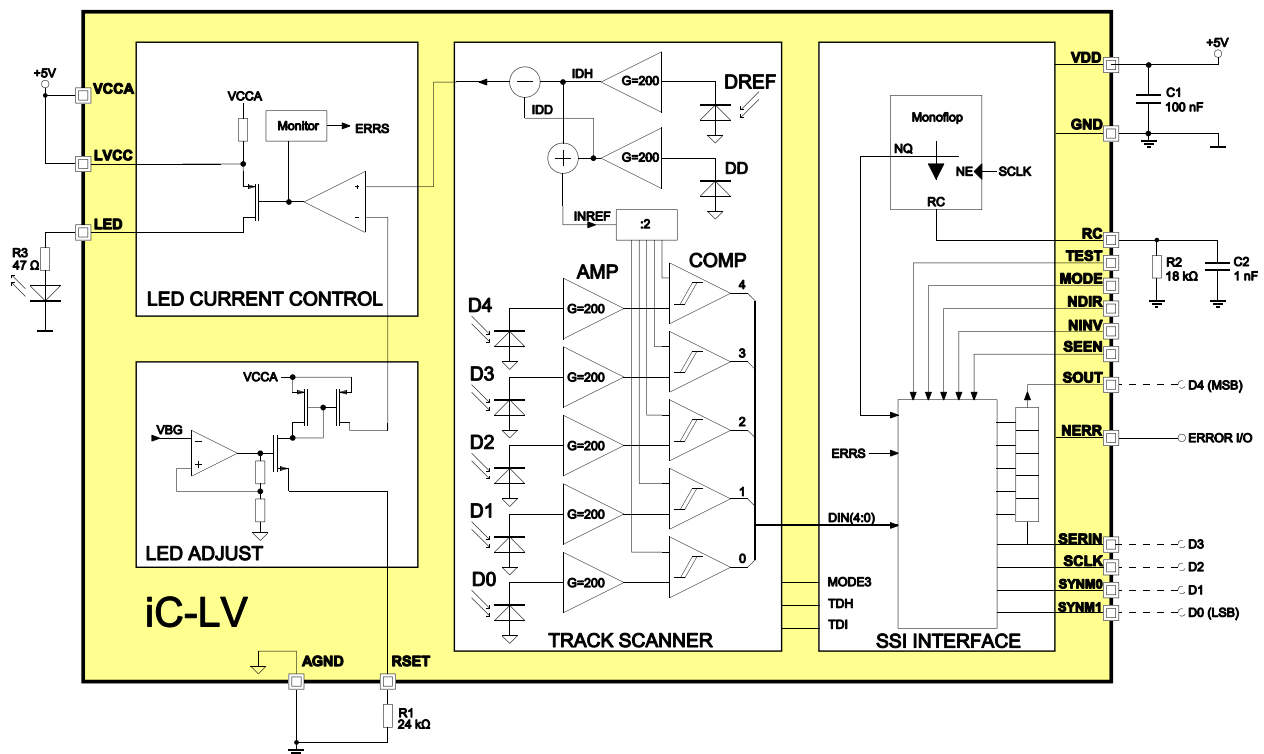 +5V
VCCA
LVCC
LED
R3
47 Ω
VCCA
Monitor
ERRS
+
−
LED CURRENT CONTROL
VCCA
VBG
−
+
LED ADJUST
iC-LV
AGND
RSET
R1
24 kΩ
−
IDH
G=200
DREF
IDD
+
G=200
DD
INREF
:2
AMP
COMP
D4
G=200
4
D3
G=200
3
D2
G=200
2
D1
G=200
1
D0
G=200
0
TRACK SCANNER
Monoflop
NQ
NE
SCLK
RC
ERRS
DIN(4:0)
MODE3
TDH
TDI
SSI INTERFACE
VDD
+5V
C1
100 nF
GND
RC
R2
18 kΩ
C2
1 nF
TEST
MODE
NDIR
NINV
SEEN
SOUT
D4 (MSB)
NERR
ERROR I/O
SERIN
D3
SCLK
D2
SYNM0
D1
SYNM1
D0 (LSB)